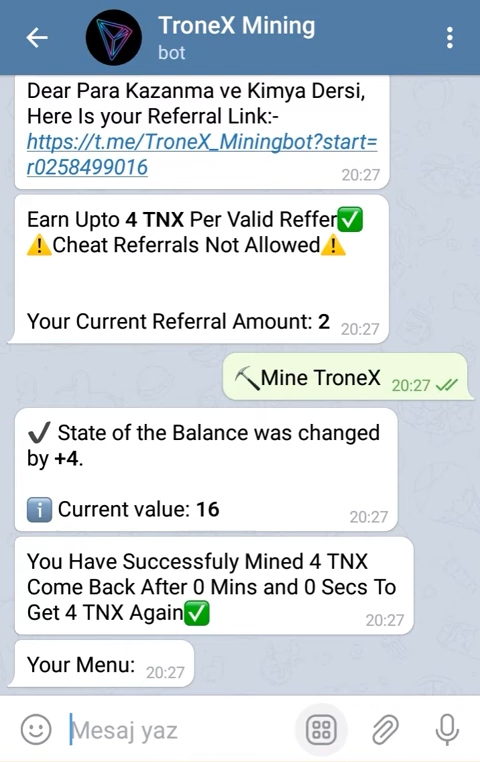 TroneX Mining
bot
Dear Para Kazanma ve Kimya Dersi,
Here Is your Referral Link:-
https://t.me/TroneX_Miningbot?start=
r0258499016
20:27
Earn Upto 4 TNX Per Valid Reffer✅
⚠️Cheat Referrals Not Allowed⚠️
Your Current Referral Amount: 2 20:27
⛏Mine TroneX 20:27
✔️ State of the Balance was changed
by +4.
ℹ️ Current value: 16
20:27
You Have Successfuly Mined 4 TNX
Come Back After 0 Mins and 0 Secs To
Get 4 TNX Again✅
20:27
Your Menu: 20:27
Mesaj yaz